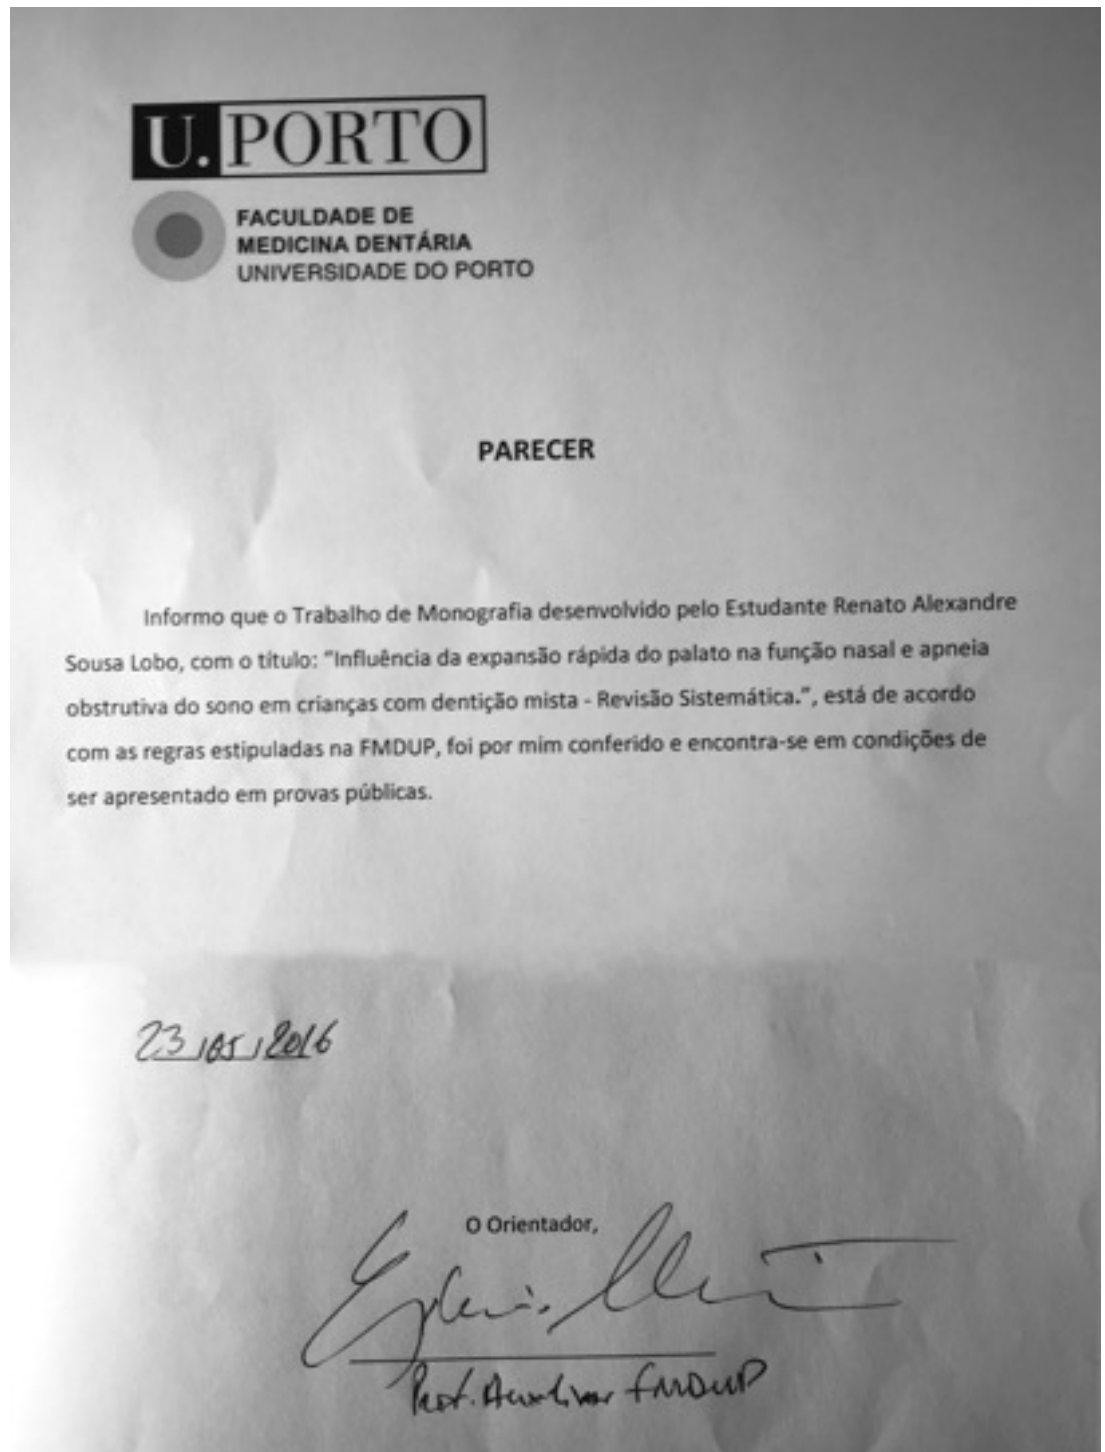 U.PORTO
FACULDADE DE
MEDICINA DENTÁRIA
UNIVERSIDADE DO PORTO
PARECER
Informo que o Trabalho de Monografia desenvolvido pelo Estudante Renato Alexandre
Sousa Lobo, com o título: “Influência da expansão rápida do palato na função nasal e apneia
obstrutiva do sono em crianças com dentição mista - Revisão Sistemática.”, está de acordo
com as regras estipuladas na FMDUP, foi por mim conferido e encontra-se em condições de
ser apresentado em provas públicas.
23/05/2016
O Orientador,
Prof. Auxiliar FMDUP